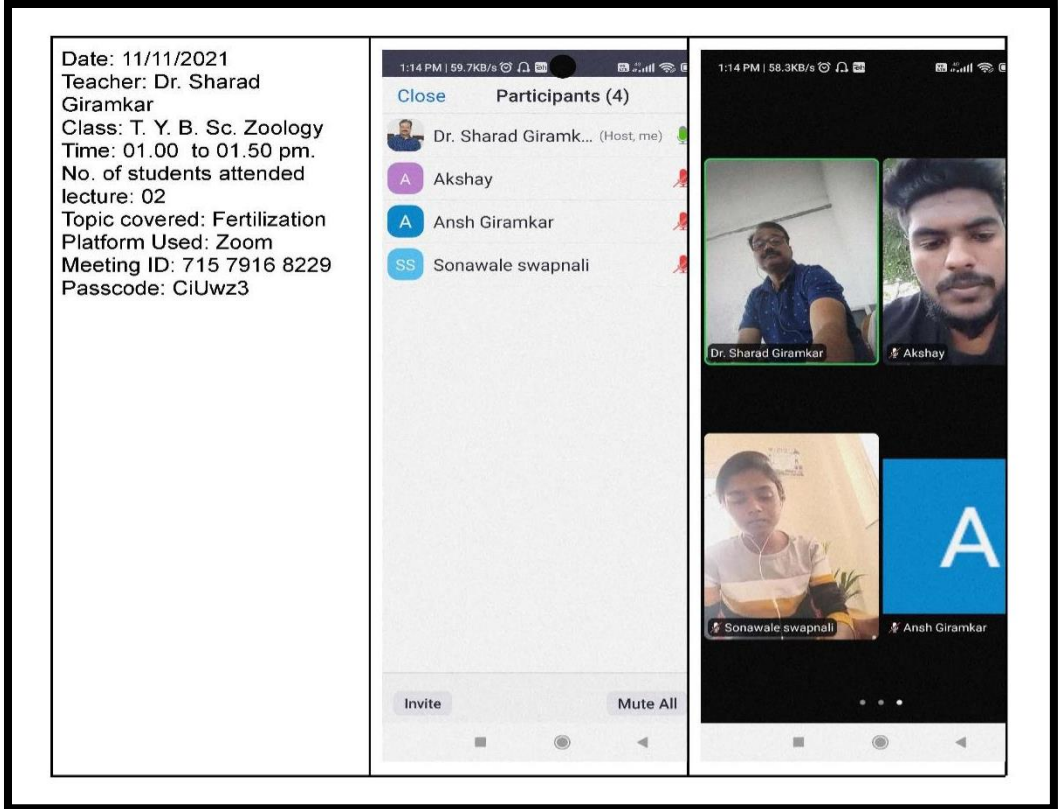 Date: 11/11/2021
Teacher: Dr. Sharad
Giramkar
Class: T. Y. B. Sc. Zoology
Time: 01.00 to 01.50 pm.
No. of students attended
lecture: 02
Topic covered: Fertilization
Platform Used: Zoom
Meeting ID: 715 7916 8229
Passcode: CiUwz3
1:14 PM | 59.7KB/s
Close Participants (4)
Dr. Sharad Giramk... (Host, me)
A Akshay
A Ansh Giramkar
SS Sonawale swapnali
Invite Mute All
1:14 PM | 58.3KB/s
Dr. Sharad Giramkar
Akshay
A
Sonawale swapnali
Ansh Giramkar